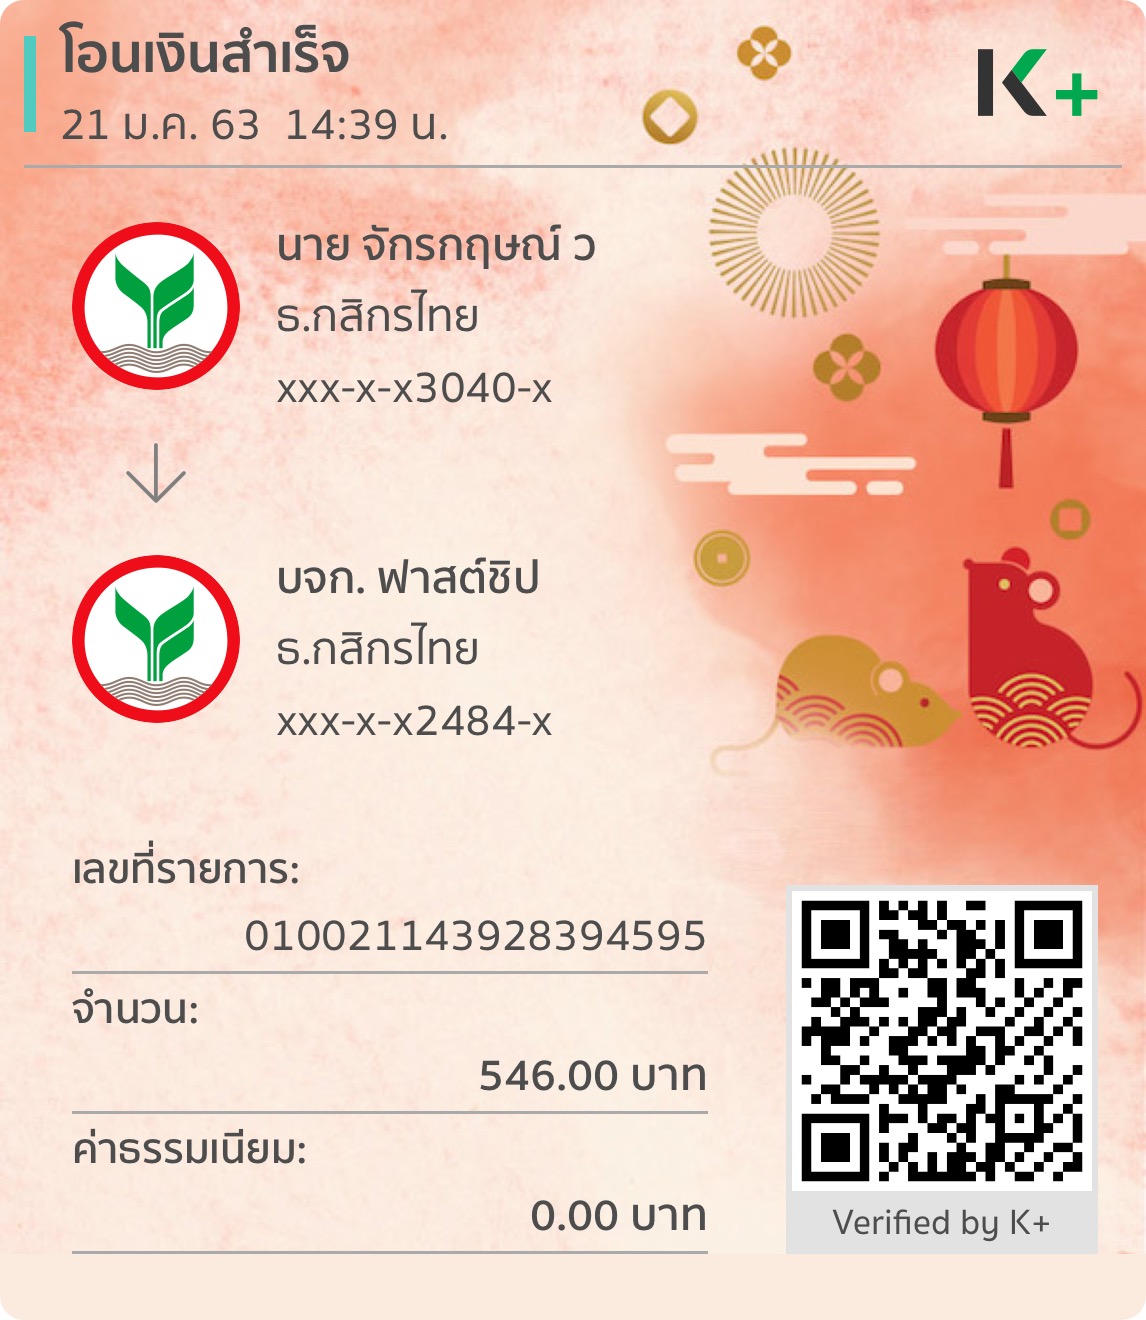 โอนเงินสำเร็จ
21 ม.ค. 63 14:39 น.
K+
นาย จักรกฤษณ์ ว
ธ.กสิกรไทย
xxx-x-x3040-x
บจก. ฟาสต์ชิป
ธ.กสิกรไทย
xxx-x-x2484-x
เลขที่รายการ:
010021143928394595
จำนวน:
546.00 บาท
ค่าธรรมเนียม:
0.00 บาท
Verified by K+